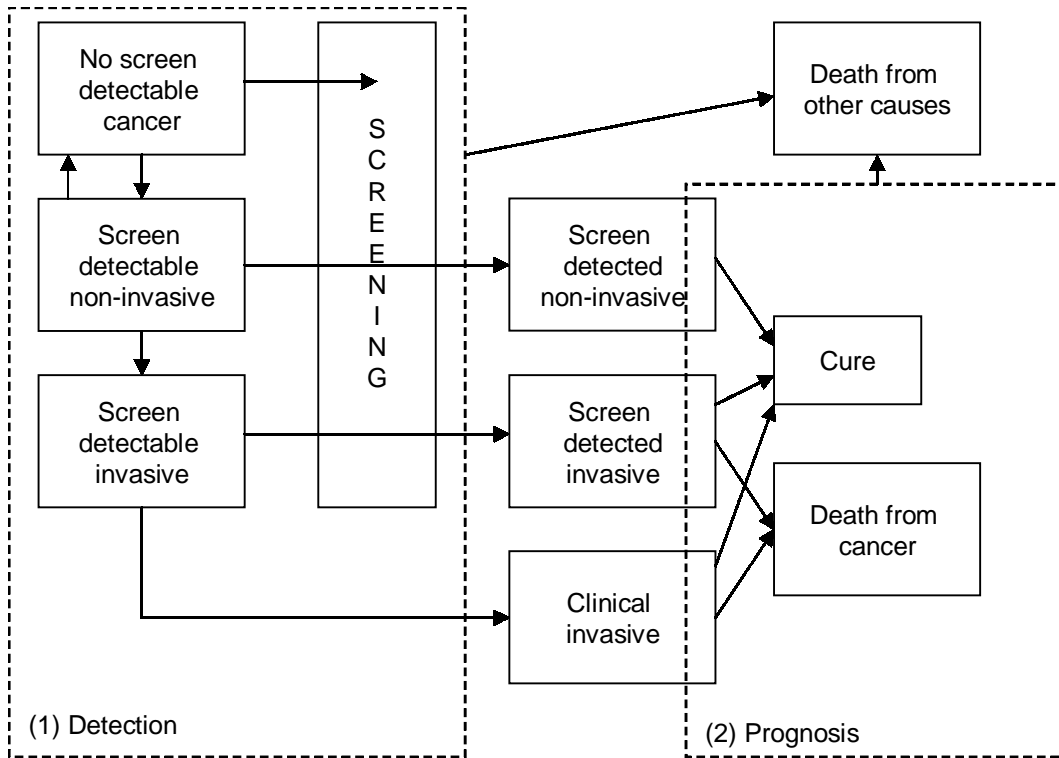 No screen
detectable
cancer
S
C
R
E
E
N
I
N
G
Death from
other causes
Screen
detectable
non-invasive
Screen
detected
non-invasive
Cure
Screen
detectable
invasive
Screen
detected
invasive
Death from
cancer
Clinical
invasive
(1) Detection
(2) Prognosis